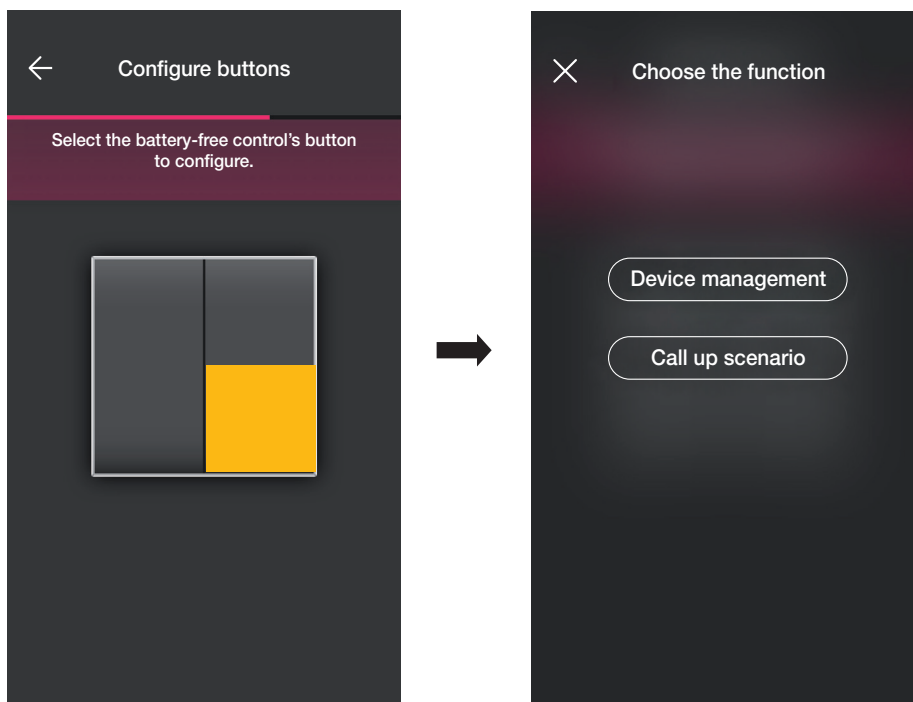 Configure buttons
Select the battery-free control's button
to configure.
Choose the function
Device management
Call up scenario